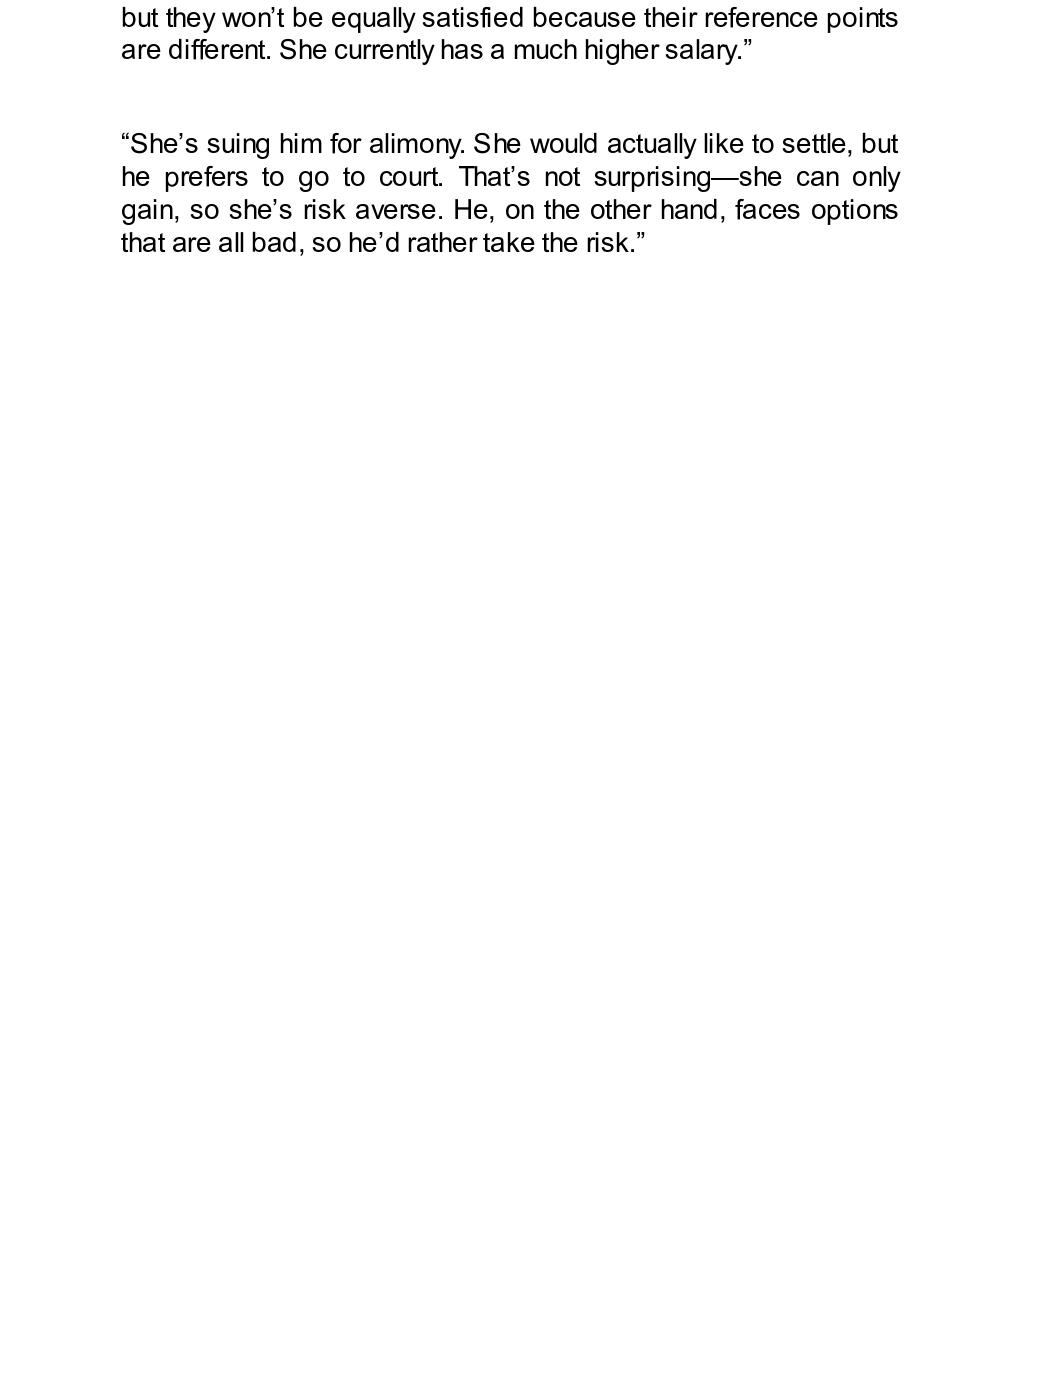 but they won’t be equally satisfied because their reference points
are different. She currently has a much higher salary.”
“She’s suing him for alimony. She would actually like to settle, but
he prefers to go to court. That’s not surprising—she can only
gain, so she’s risk averse. He, on the other hand, faces options
that are all bad, so he’d rather take the risk.”